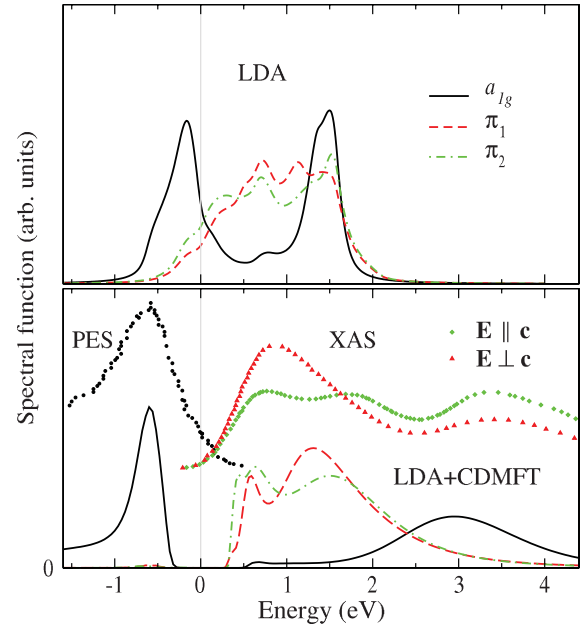 LDA
a1g
π1
π2
Spectral function (arb. units)
PES
XAS
E ∥ c
E ⊥ c
LDA+CDMFT
0
-1 0 1 2 3 4
Energy (eV)